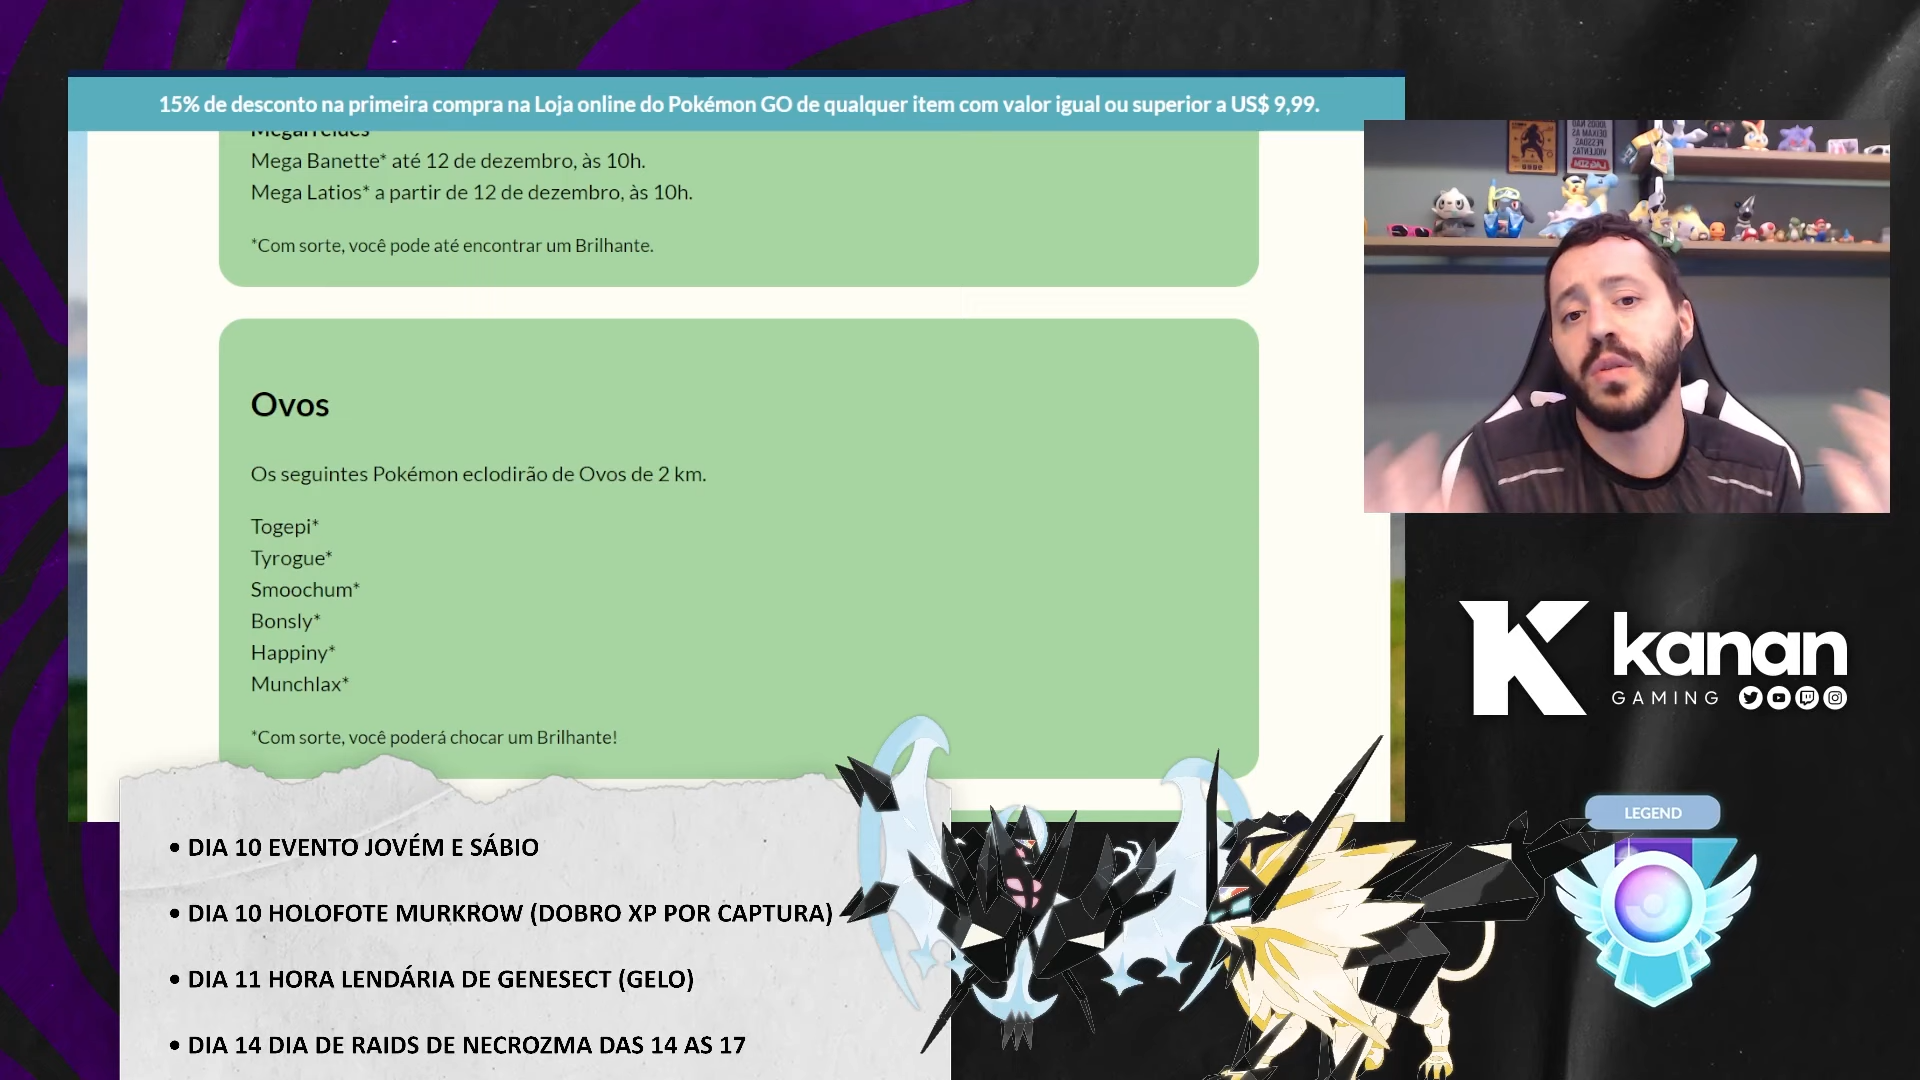 15% de desconto na primeira compra na Loja online do Pokémon GO de qualquer item com valor igual ou superior a US$ 9,99.
Megarreides
Mega Banette* até 12 de dezembro, às 10h.
Mega Latios* a partir de 12 de dezembro, às 10h.
*Com sorte, você pode até encontrar um Brilhante.
Ovos
Os seguintes Pokémon eclodirão de Ovos de 2 km.
Togepi*
Tyrogue*
Smoochum*
Bonsly*
Happiny*
Munchlax*
*Com sorte, você poderá chocar um Brilhante!
• DIA 10 EVENTO JOVÉM E SÁBIO
• DIA 10 HOLOFOTE MURKROW (DOBRO XP POR CAPTURA)
• DIA 11 HORA LENDÁRIA DE GENESECT (GELO)
• DIA 14 DIA DE RAIDS DE NECROZMA DAS 14 AS 17
K kanan
GAMING
LEGEND